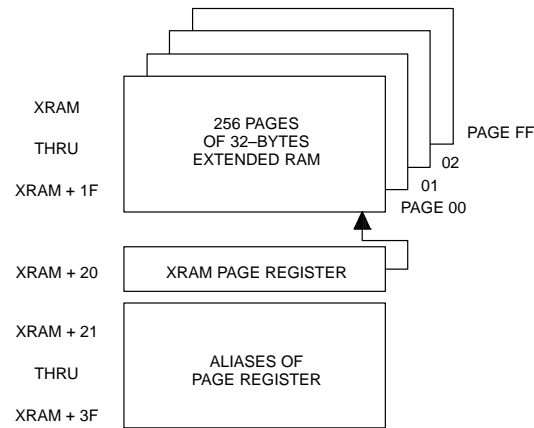 XRAM
THRU
XRAM + 1F
256 PAGES
OF 32–BYTES
EXTENDED RAM
PAGE FF
02
01
PAGE 00
XRAM + 20
XRAM PAGE REGISTER
XRAM + 21
THRU
XRAM + 3F
ALIASES OF
PAGE REGISTER